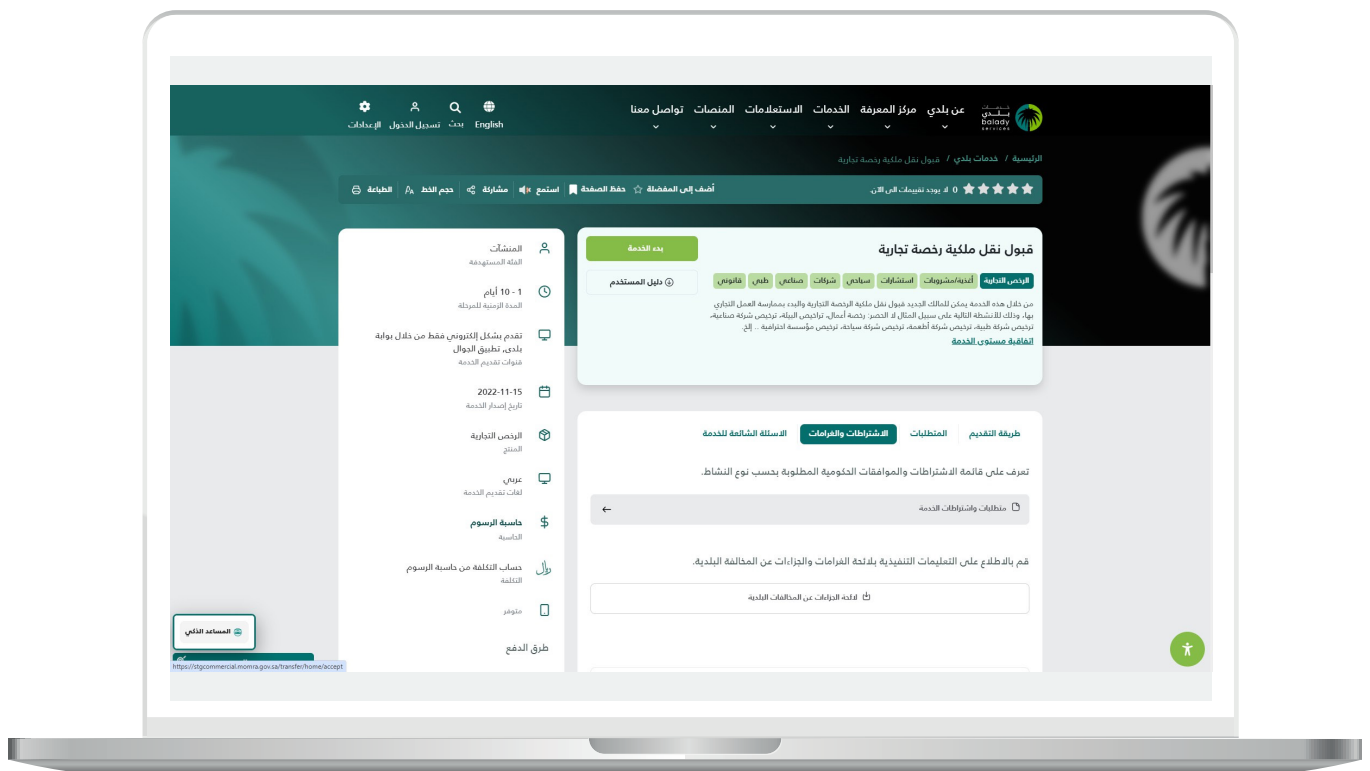 خدمات
بلدي
balady
services
عن بلدي
مركز المعرفة
الخدمات
الاستعلامات
المنصات
تواصل معنا
English
بحث
تسجيل الدخول
الإعدادات
الرئيسية / خدمات بلدي / قبول نقل ملكية رخصة تجارية
0 لا يوجد تقييمات الى الآن.
أضف إلى المفضلة
حفظ الصفحة
استمع
مشاركة
حجم الخط
الطباعة
قبول نقل ملكية رخصة تجارية
بدء الخدمة
دليل المستخدم
الرخص التجارية أغذية/مشروبات استشارات سياحي شركات صناعي طبي قانوني
من خلال هذه الخدمة يمكن للمالك الجديد قبول نقل ملكية الرخصة التجارية والبدء بممارسة العمل التجاري
بها، وذلك للأنشطة التالية على سبيل المثال لا الحصر: رخصة أعمال، تراخيص البيئة، ترخيص شركة صناعية،
ترخيص شركة طبية، ترخيص شركة أطعمة، ترخيص شركة سياحة، ترخيص مؤسسة احترافية .. إلخ.
اتفاقية مستوى الخدمة
طريقة التقديم
المتطلبات
الاشتراطات والغرامات
الاسئلة الشائعة للخدمة
تعرف على قائمة الاشتراطات والموافقات الحكومية المطلوبة بحسب نوع النشاط.
متطلبات واشتراطات الخدمة
قم بالاطلاع على التعليمات التنفيذية بلائحة الغرامات والجزاءات عن المخالفة البلدية.
لائحة الجزاءات عن المخالفات البلدية
المنشآت
الفئة المستهدفة
1 - 10 أيام
المدة الزمنية للمرحلة
تقدم بشكل إلكتروني فقط من خلال بوابة
بلدي، تطبيق الجوال
قنوات تقديم الخدمة
2022-11-15
تاريخ إصدار الخدمة
الرخص التجارية
المنتج
عربي
لغات تقديم الخدمة
حاسبة الرسوم
الحاسبة
حساب التكلفة من حاسبة الرسوم
التكلفة
متوفر
طرق الدفع
المساعد الذكي
https://stgcommercial.momra.gov.sa/transfer/home/accept